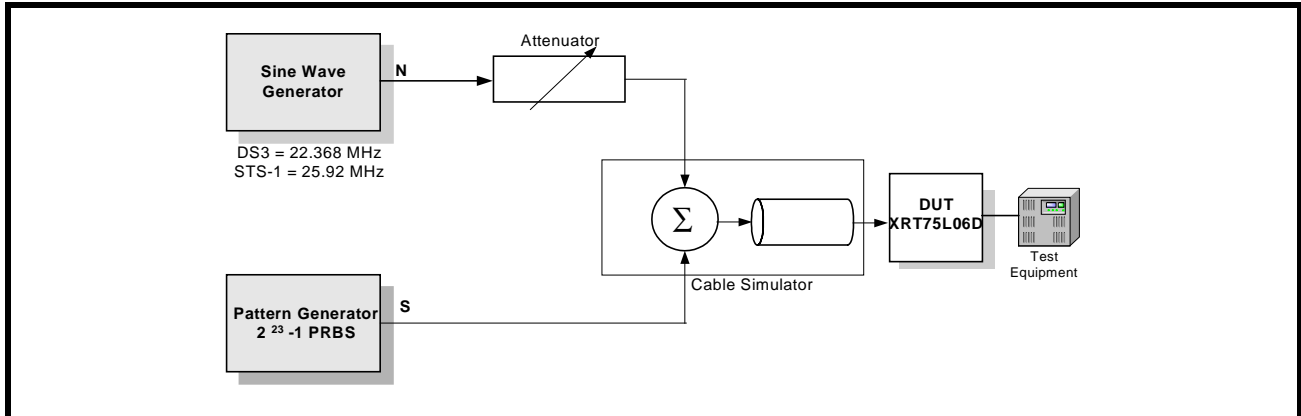 Attenuator
Sine Wave
Generator
N
DS3 = 22.368 MHz
STS-1 = 25.92 MHz
Σ
DUT
XRT75L06D
Test
Equipment
Cable Simulator
Pattern Generator
2 ²³ -1 PRBS
S